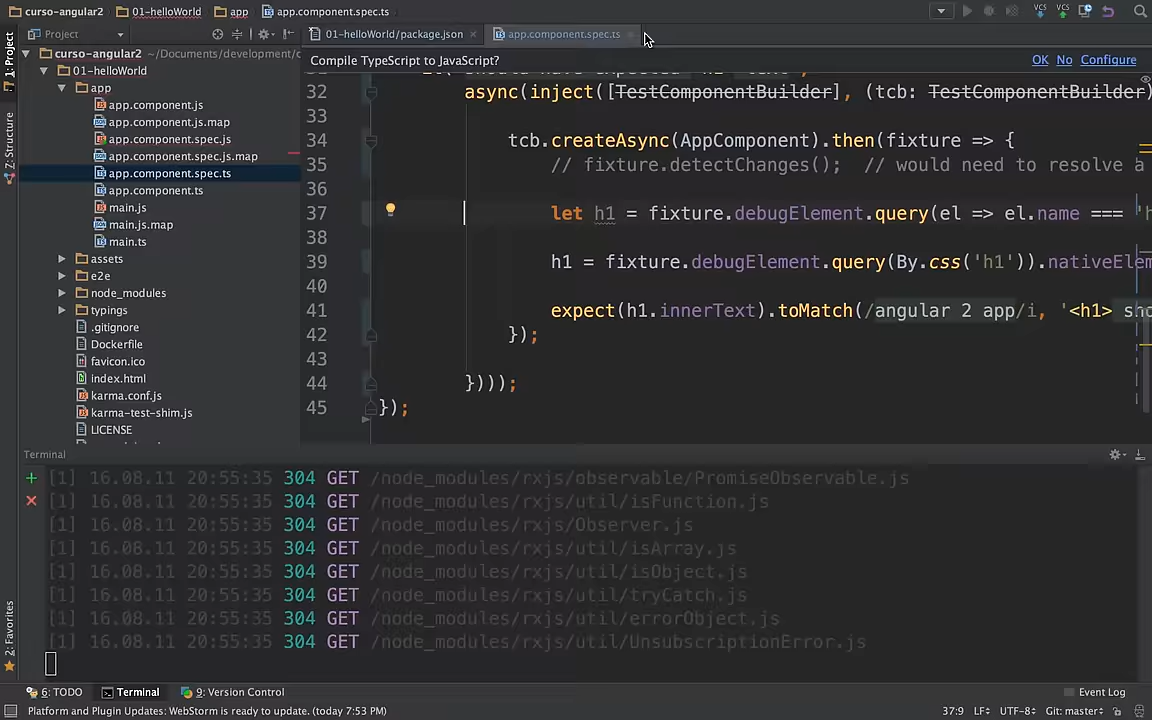 curso-angular2 01-helloWorld app app.component.spec.ts
VCS VCS
1: Project
Project
01-helloWorld/package.json app.component.spec.ts
curso-angular2 ~/Documents/development/c
01-helloWorld
app
app.component.js
app.component.js.map
app.component.spec.js
app.component.spec.js.map
app.component.spec.ts
app.component.ts
main.js
main.js.map
main.ts
assets
e2e
node_modules
typings
.gitignore
Dockerfile
favicon.ico
index.html
karma.conf.js
karma-test-shim.js
LICENSE
7: Structure
2: Favorites
Compile TypeScript to JavaScript? OK No Configure
32 async(inject([TestComponentBuilder], (tcb: TestComponentBuilder)
33
34 tcb.createAsync(AppComponent).then(fixture => {
35 // fixture.detectChanges();  // would need to resolve a
36
37 let h1 = fixture.debugElement.query(el => el.name === 'h
38
39 h1 = fixture.debugElement.query(By.css('h1')).nativeElem
40
41 expect(h1.innerText).toMatch(/angular 2 app/i, '<h1> sho
42 });
43
44 })));
45 });
Terminal
[1] 16.08.11 20:55:35 304 GET /node_modules/rxjs/observable/PromiseObservable.js
[1] 16.08.11 20:55:35 304 GET /node_modules/rxjs/util/isFunction.js
[1] 16.08.11 20:55:35 304 GET /node_modules/rxjs/Observer.js
[1] 16.08.11 20:55:35 304 GET /node_modules/rxjs/util/isArray.js
[1] 16.08.11 20:55:35 304 GET /node_modules/rxjs/util/isObject.js
[1] 16.08.11 20:55:35 304 GET /node_modules/rxjs/util/tryCatch.js
[1] 16.08.11 20:55:35 304 GET /node_modules/rxjs/util/errorObject.js
[1] 16.08.11 20:55:35 304 GET /node_modules/rxjs/util/UnsubscriptionError.js
6: TODO Terminal 9: Version Control Event Log
Platform and Plugin Updates: WebStorm is ready to update. (today 7:53 PM) 37:9 LF UTF-8 Git: master